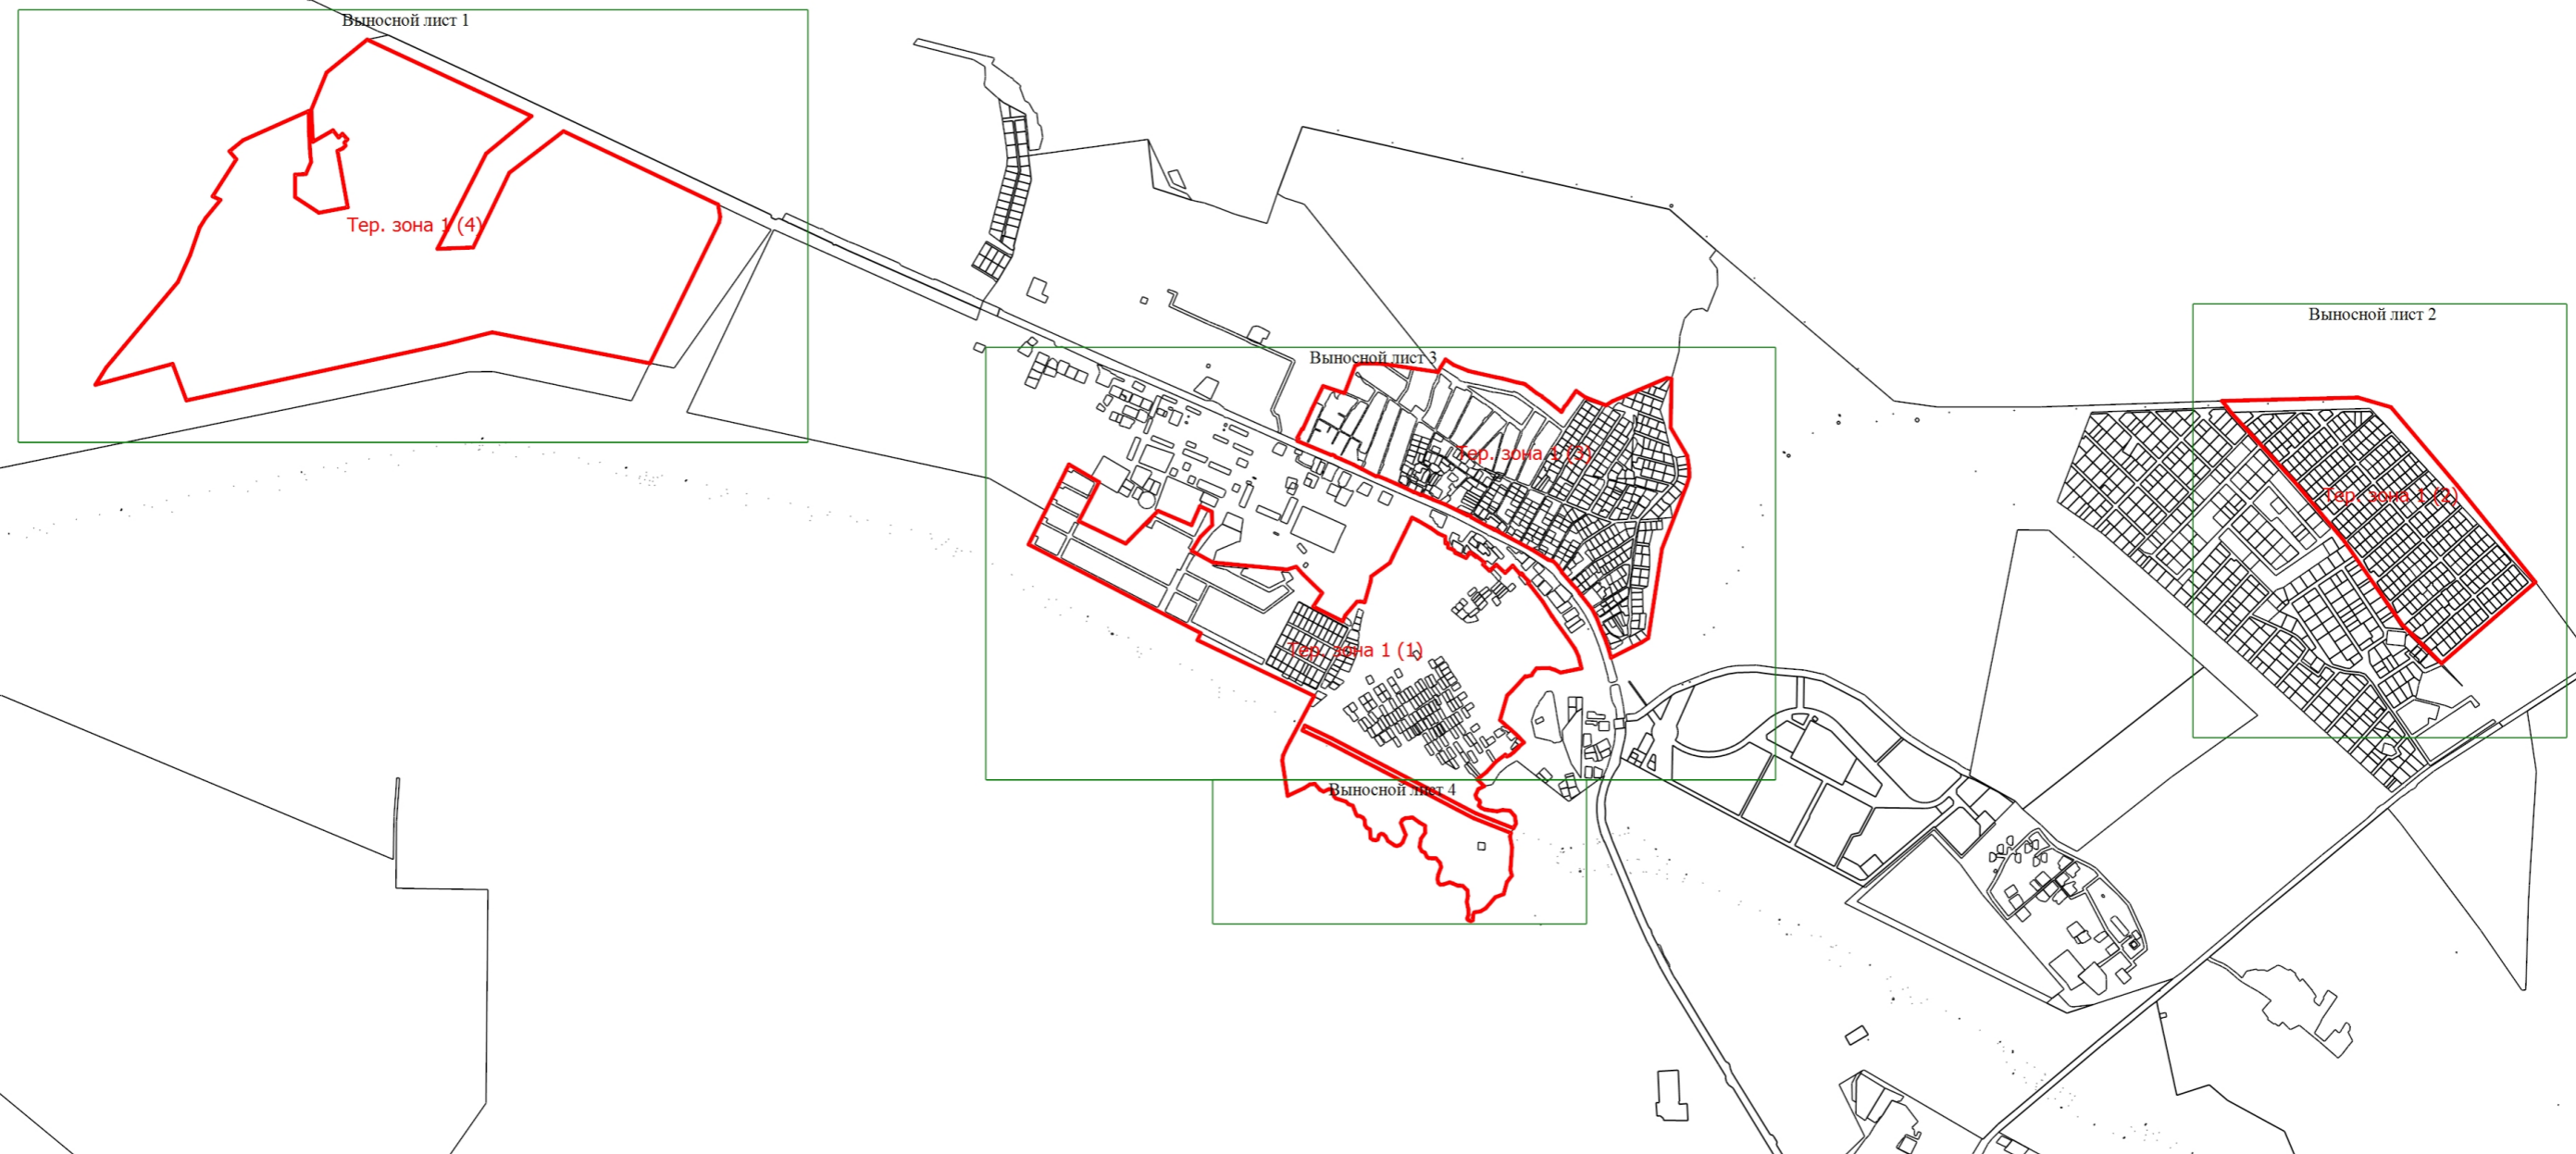 Выносной лист 1
Тер. зона 1 (4)
Выносной лист 2
Тер. зона 1 (2)
Выносной лист 3
Тер. зона 1 (3)
Тер. зона 1 (1)
Выносной лист 4